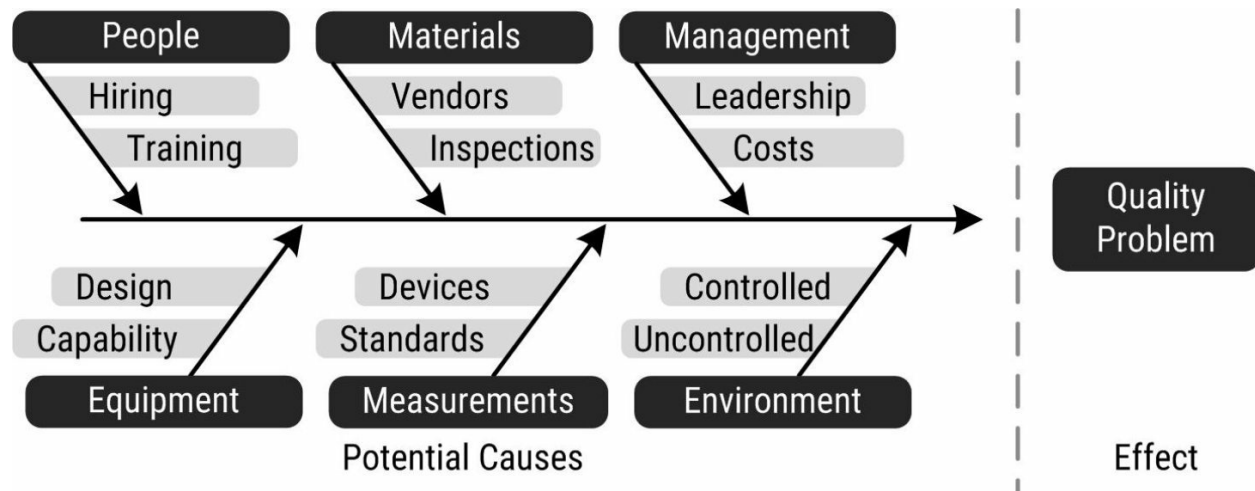 People
Materials
Management
Hiring
Vendors
Leadership
Training
Inspections
Costs
Quality
Problem
Design
Devices
Controlled
Capability
Standards
Uncontrolled
Equipment
Measurements
Environment
Potential Causes
Effect